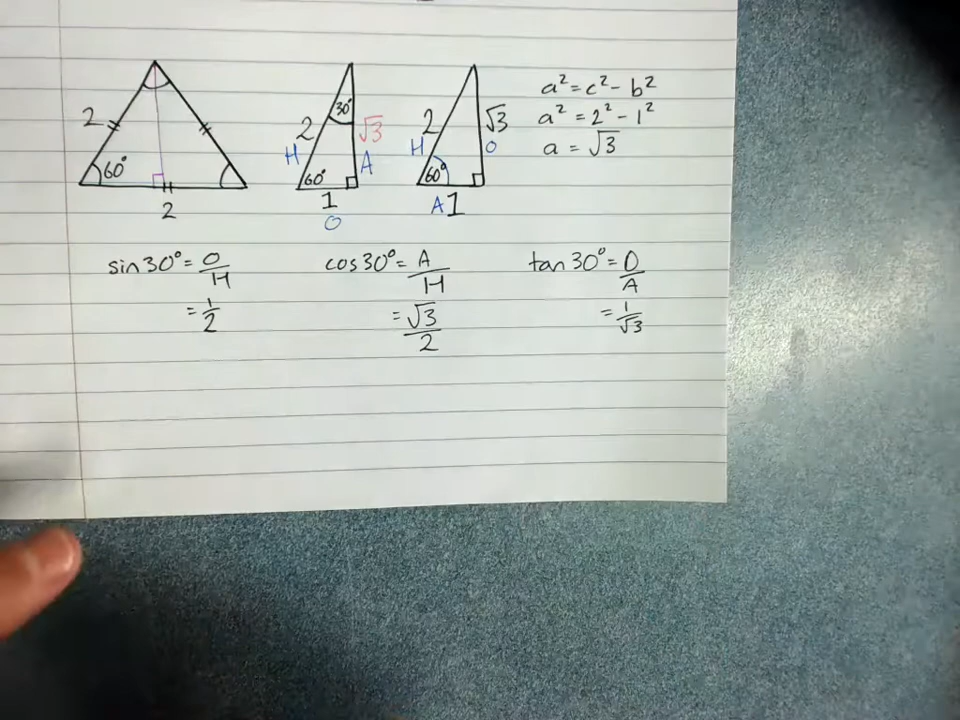 2
60°
2
30°
2
√3
H
A
60°
1
O
2
√3
H
O
60°
A 1
a² = c² - b²
a² = 2² - 1²
a = √3
sin 30° = O/H
= 1/2
cos 30° = A/H
= √3/2
tan 30° = O/A
= 1/√3